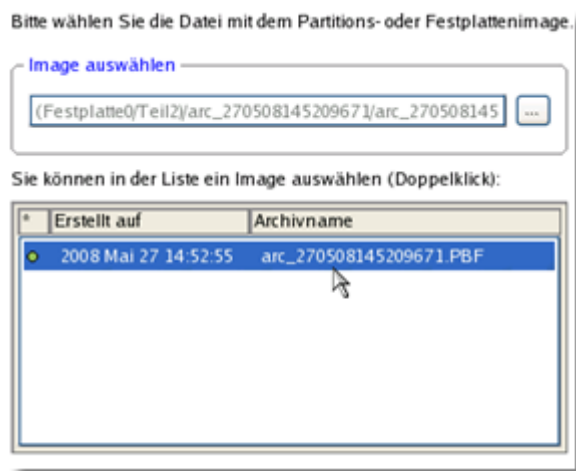 Bitte wählen Sie die Datei mit dem Partitions- oder Festplattenimage.
Image auswählen
(Festplatte0/Teil2)/arc_270508145209671/arc_270508145
...
Sie können in der Liste ein Image auswählen (Doppelklick):
* Erstellt auf Archivname
2008 Mai 27 14:52:55 arc_270508145209671.PBF